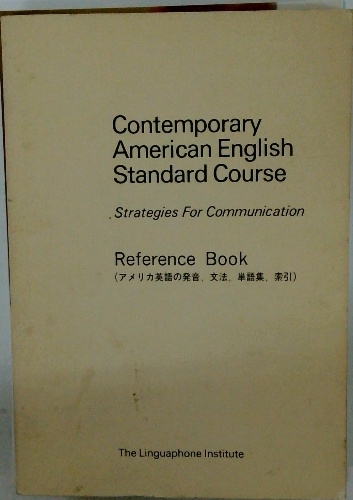 Contemporary
American English
Standard Course
Strategies For Communication
Reference Book
(アメリカ英語の発音、文法、単語集、索引)
The Linguaphone Institute